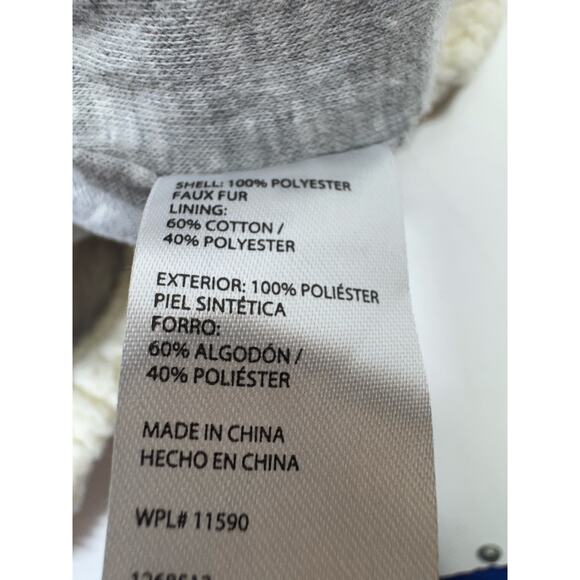 SHELL: 100% POLYESTER
FAUX FUR
LINING:
60% COTTON /
40% POLYESTER
EXTERIOR: 100% POLIÉSTER
PIEL SINTÉTICA
FORRO:
60% ALGODÓN /
40% POLIÉSTER
MADE IN CHINA
HECHO EN CHINA
WPL# 11590